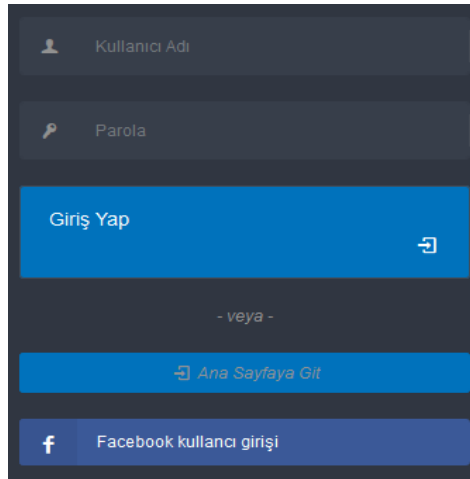 Kullanıcı Adı
Parola
Giriş Yap
- veya -
Ana Sayfaya Git
f Facebook kullancı girişi